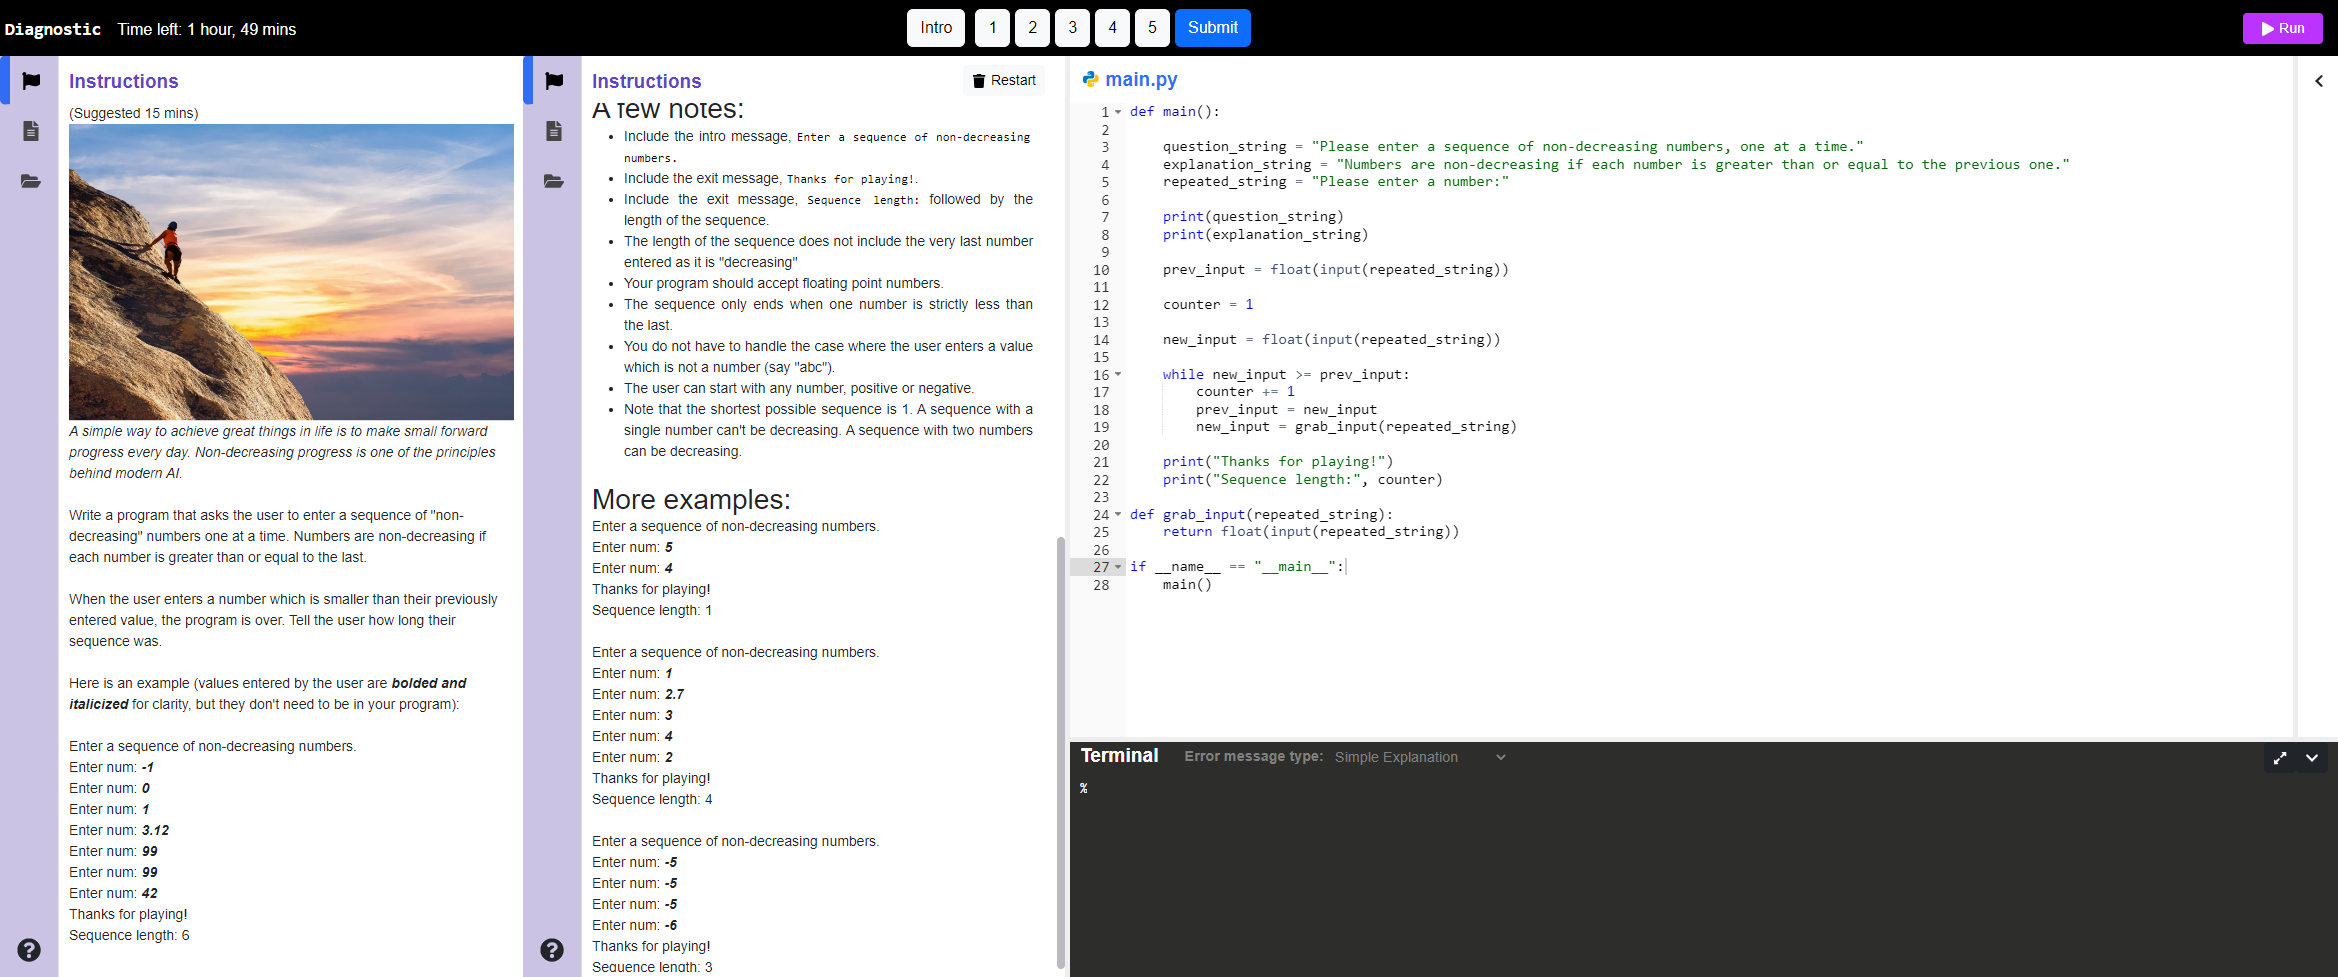 Diagnostic Time left: 1 hour, 49 mins Intro 1 2 3 4 5 Submit Run
Instructions
(Suggested 15 mins)
A simple way to achieve great things in life is to make small forward
progress every day. Non-decreasing progress is one of the principles
behind modern AI.
Write a program that asks the user to enter a sequence of "non-
decreasing" numbers one at a time. Numbers are non-decreasing if
each number is greater than or equal to the last.
When the user enters a number which is smaller than their previously
entered value, the program is over. Tell the user how long their
sequence was.
Here is an example (values entered by the user are bolded and
italicized for clarity, but they don't need to be in your program):
Enter a sequence of non-decreasing numbers.
Enter num: -1
Enter num: 0
Enter num: 1
Enter num: 3.12
Enter num: 99
Enter num: 99
Enter num: 42
Thanks for playing!
Sequence length: 6
Instructions Restart
A few notes:
• Include the intro message, Enter a sequence of non-decreasing
numbers.
• Include the exit message, Thanks for playing!.
• Include the exit message, Sequence length: followed by the
length of the sequence.
• The length of the sequence does not include the very last number
entered as it is "decreasing"
• Your program should accept floating point numbers.
• The sequence only ends when one number is strictly less than
the last.
• You do not have to handle the case where the user enters a value
which is not a number (say "abc").
• The user can start with any number, positive or negative.
• Note that the shortest possible sequence is 1. A sequence with a
single number can't be decreasing. A sequence with two numbers
can be decreasing.
More examples:
Enter a sequence of non-decreasing numbers.
Enter num: 5
Enter num: 4
Thanks for playing!
Sequence length: 1
Enter a sequence of non-decreasing numbers.
Enter num: 1
Enter num: 2.7
Enter num: 3
Enter num: 4
Enter num: 2
Thanks for playing!
Sequence length: 4
Enter a sequence of non-decreasing numbers.
Enter num: -5
Enter num: -5
Enter num: -5
Enter num: -6
Thanks for playing!
Sequence length: 3
main.py
1 def main():
2
3 question_string = "Please enter a sequence of non-decreasing numbers, one at a time."
4 explanation_string = "Numbers are non-decreasing if each number is greater than or equal to the previous one."
5 repeated_string = "Please enter a number:"
6
7 print(question_string)
8 print(explanation_string)
9
10 prev_input = float(input(repeated_string))
11
12 counter = 1
13
14 new_input = float(input(repeated_string))
15
16 while new_input >= prev_input:
17 counter += 1
18 prev_input = new_input
19 new_input = grab_input(repeated_string)
20
21 print("Thanks for playing!")
22 print("Sequence length:", counter)
23
24 def grab_input(repeated_string):
25 return float(input(repeated_string))
26
27 if __name__ == "__main__":
28 main()
Terminal Error message type: Simple Explanation
%